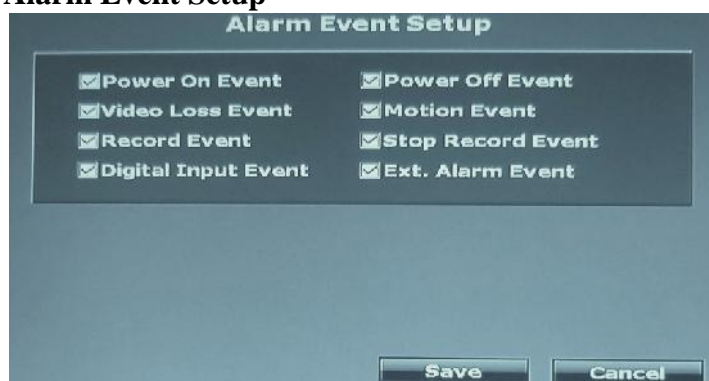 Alarm Event Setup
Alarm Event Setup
Power On Event Power Off Event
Video Loss Event Motion Event
Record Event Stop Record Event
Digital Input Event Ext. Alarm Event
Save Cancel